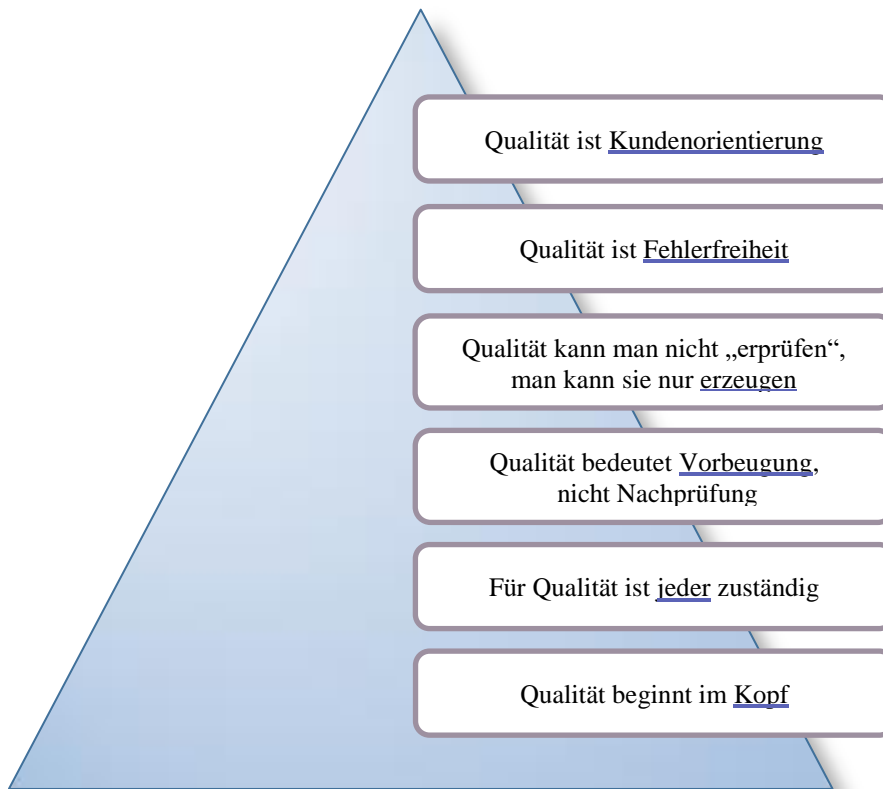 Qualität ist Kundenorientierung
Qualität ist Fehlerfreiheit
Qualität kann man nicht „erprüfen“,
man kann sie nur erzeugen
Qualität bedeutet Vorbeugung,
nicht Nachprüfung
Für Qualität ist jeder zuständig
Qualität beginnt im Kopf